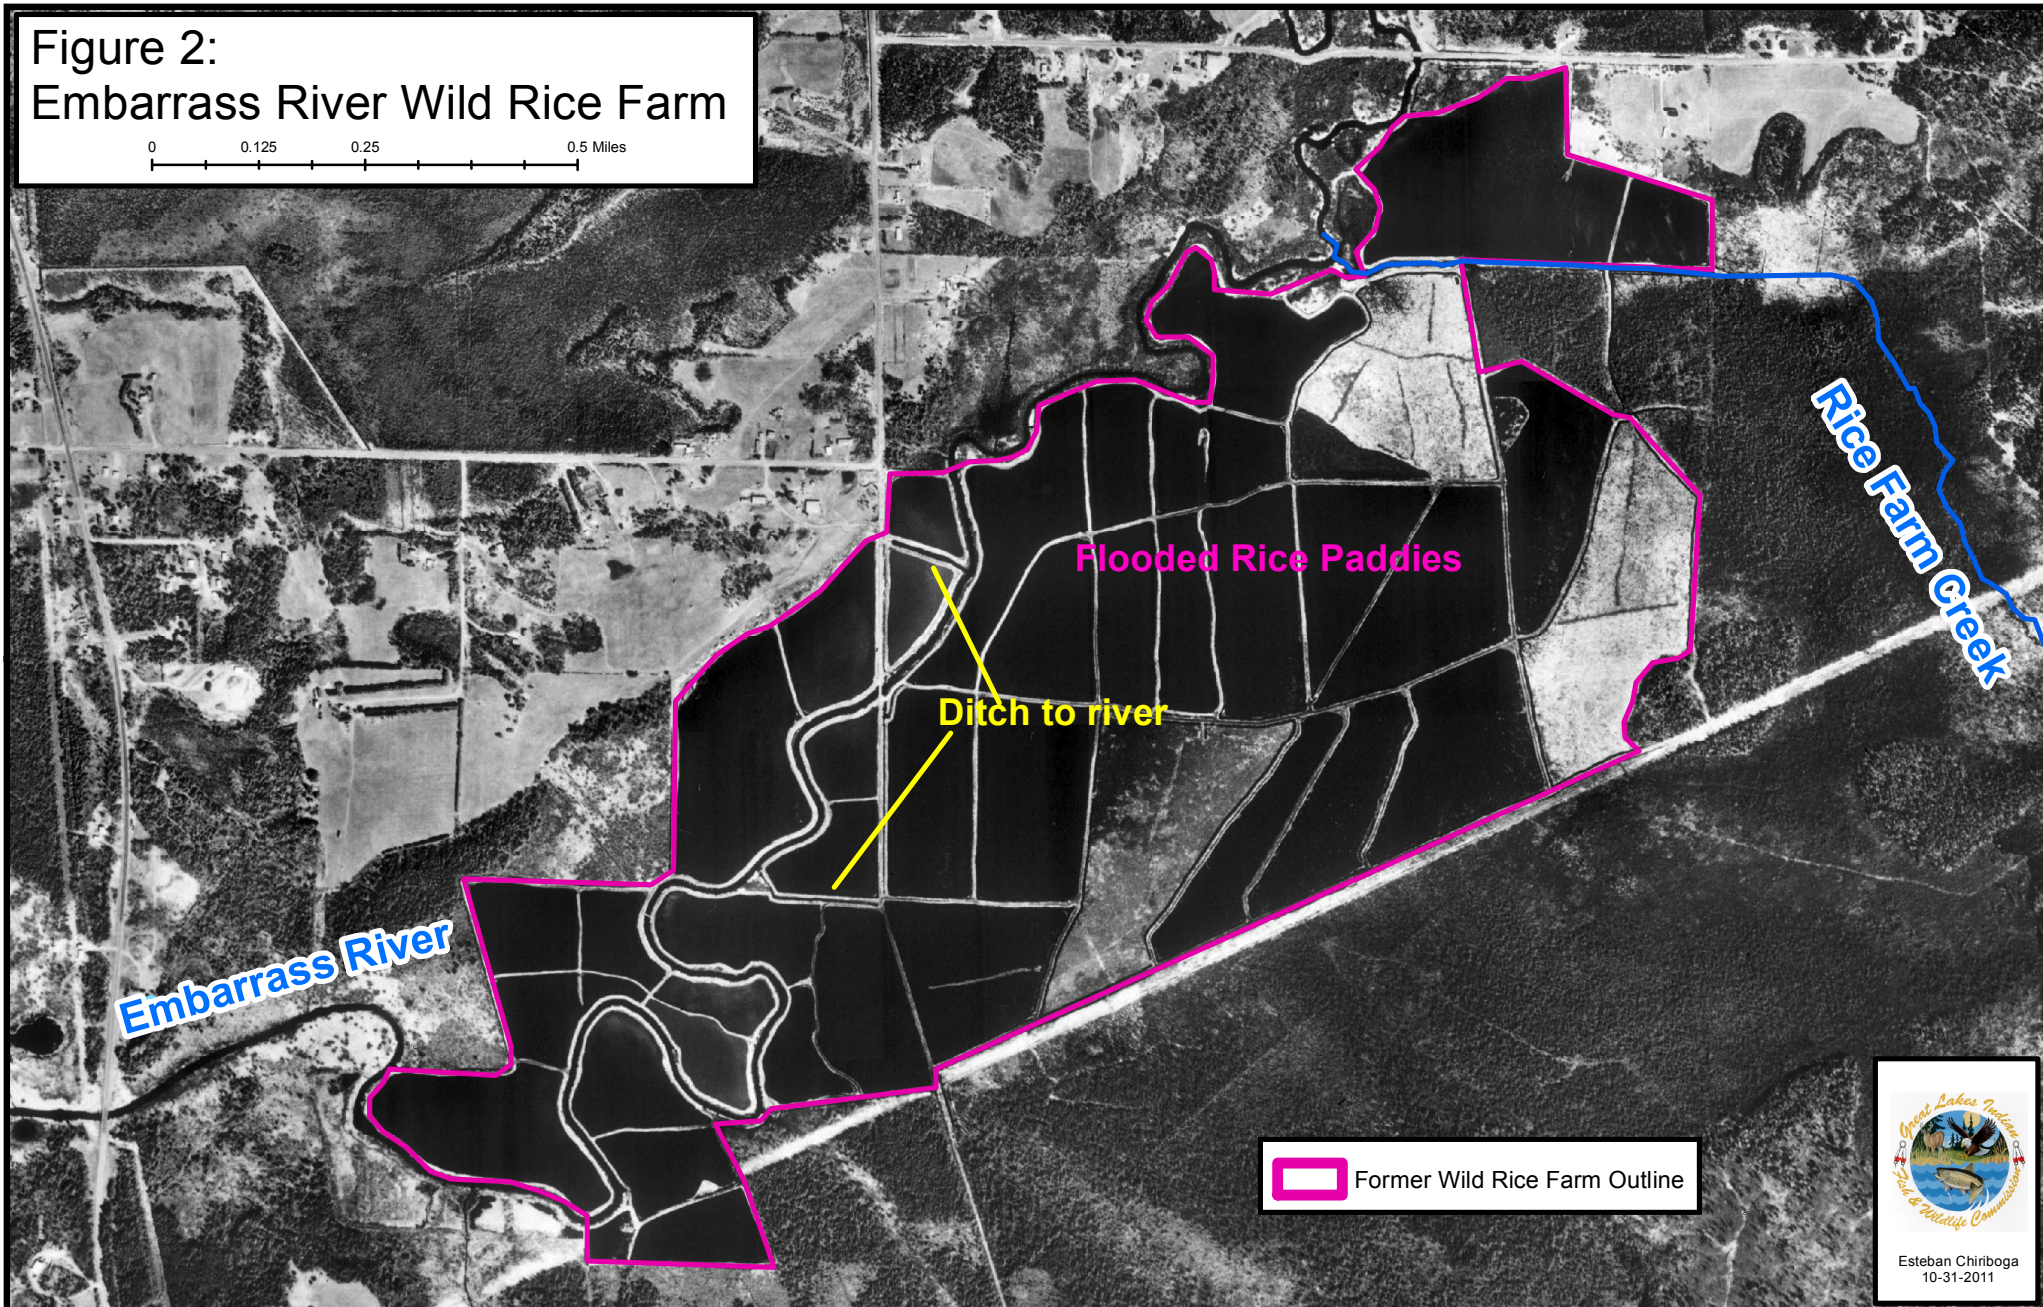 Figure 2:
Embarrass River Wild Rice Farm
0 0.125 0.25 0.5 Miles
Rice Farm Creek
Flooded Rice Paddies
Ditch to river
Embarrass River
Former Wild Rice Farm Outline
Great Lakes Indian
Fish & Wildlife Commission
Esteban Chiriboga
10-31-2011